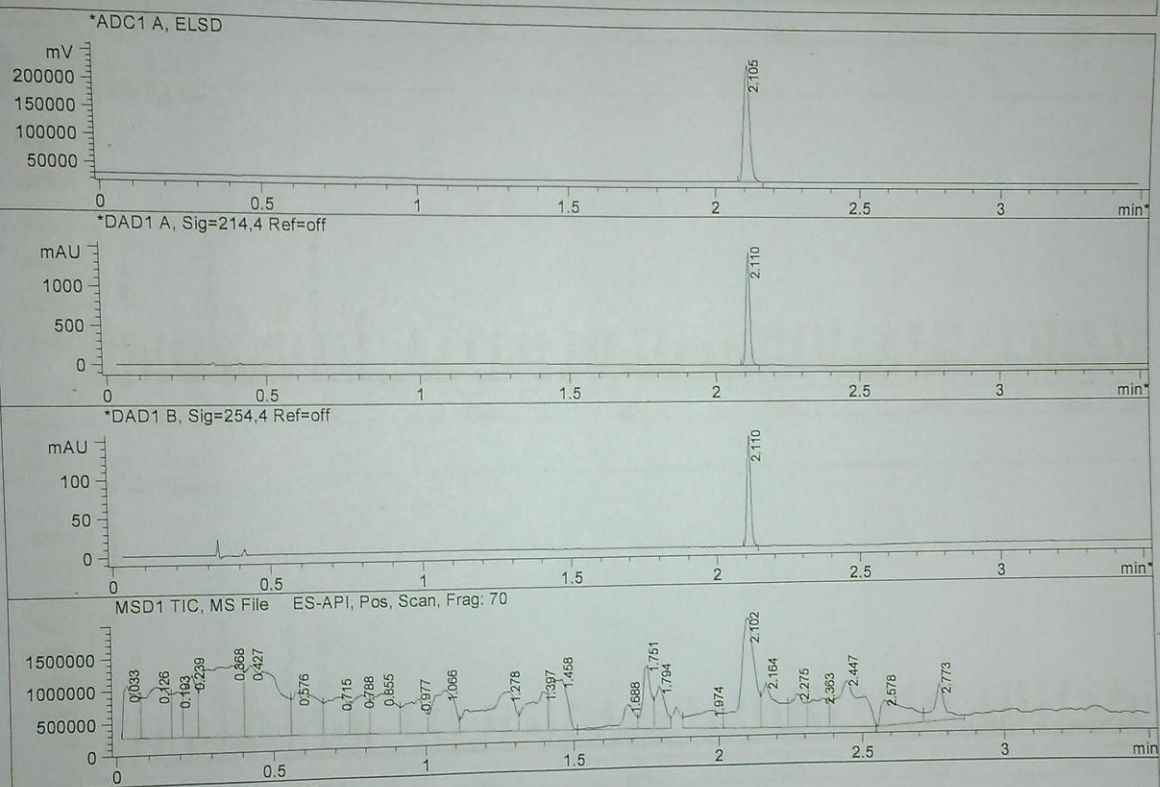 *ADC1 A, ELSD
mV
200000
150000
100000
50000
2.105
0 0.5 1 1.5 2 2.5 3 min*
*DAD1 A, Sig=214,4 Ref=off
mAU
1000
500
0
2.110
0 0.5 1 1.5 2 2.5 3 min*
*DAD1 B, Sig=254,4 Ref=off
mAU
100
50
0
2.110
0 0.5 1 1.5 2 2.5 3 min*
MSD1 TIC, MS File ES-API, Pos, Scan, Frag: 70
1500000
1000000
500000
0
0.033 0.126 0.193 0.239 0.368 0.427 0.576 0.715 0.788 0.855 0.977 1.066 1.278 1.397 1.458 1.688 1.751 1.794 1.974 2.102 2.164 2.275 2.363 2.447 2.578 2.773
0 0.5 1 1.5 2 2.5 3 min